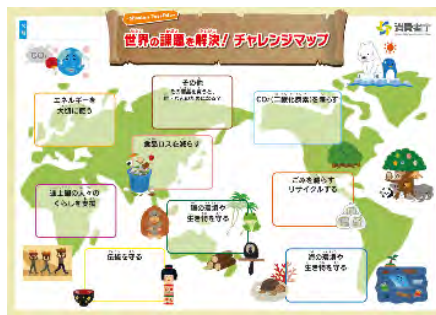 世界の課題を解決! チャレンジマップ
消費者庁
CO₂
エネルギーを
大切に使う
その他
食品ロスを減らす
CO₂(二酸化炭素)を減らす
途上国の人々の
くらしを支援
森の環境や
生き物を守る
ごみを減らす
リサイクルする
伝統を守る
海の環境や
生き物を守る